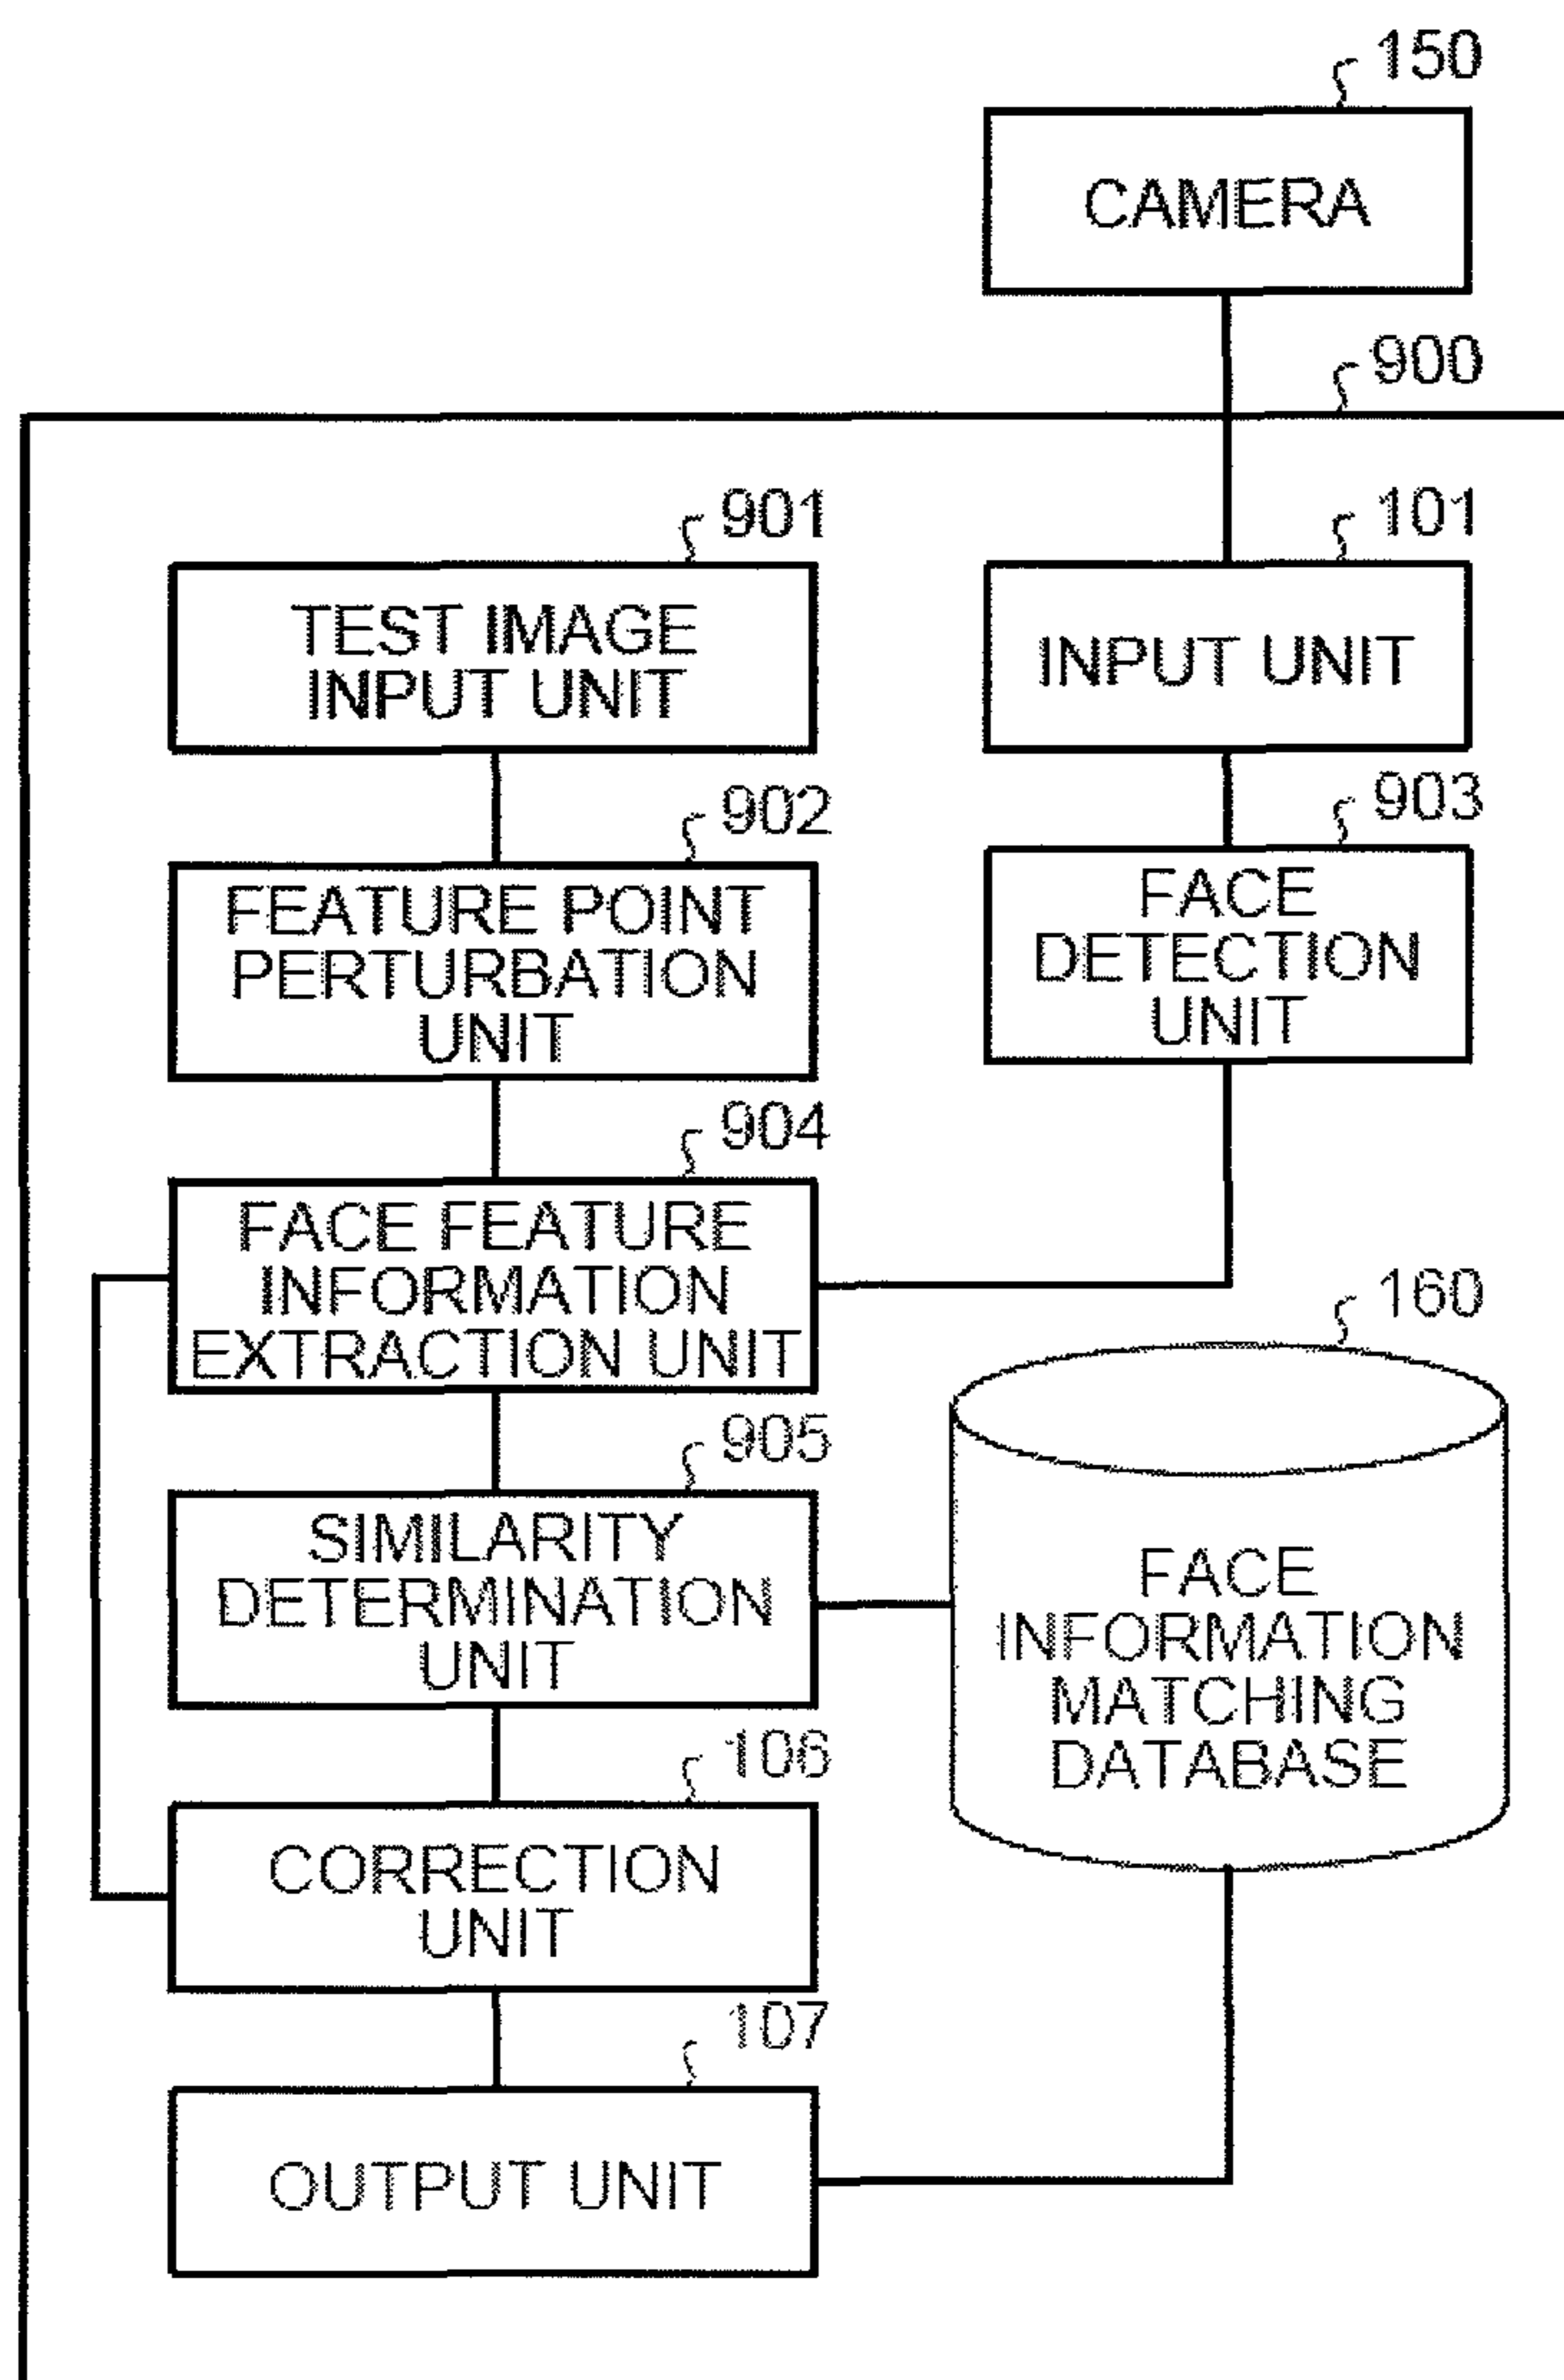 150
CAMERA
900
901
TEST IMAGE
INPUT UNIT
101
INPUT UNIT
902
FEATURE POINT
PERTURBATION
UNIT
903
FACE
DETECTION
UNIT
904
FACE FEATURE
INFORMATION
EXTRACTION UNIT
160
FACE
INFORMATION
MATCHING
DATABASE
905
SIMILARITY
DETERMINATION
UNIT
106
CORRECTION
UNIT
107
OUTPUT UNIT